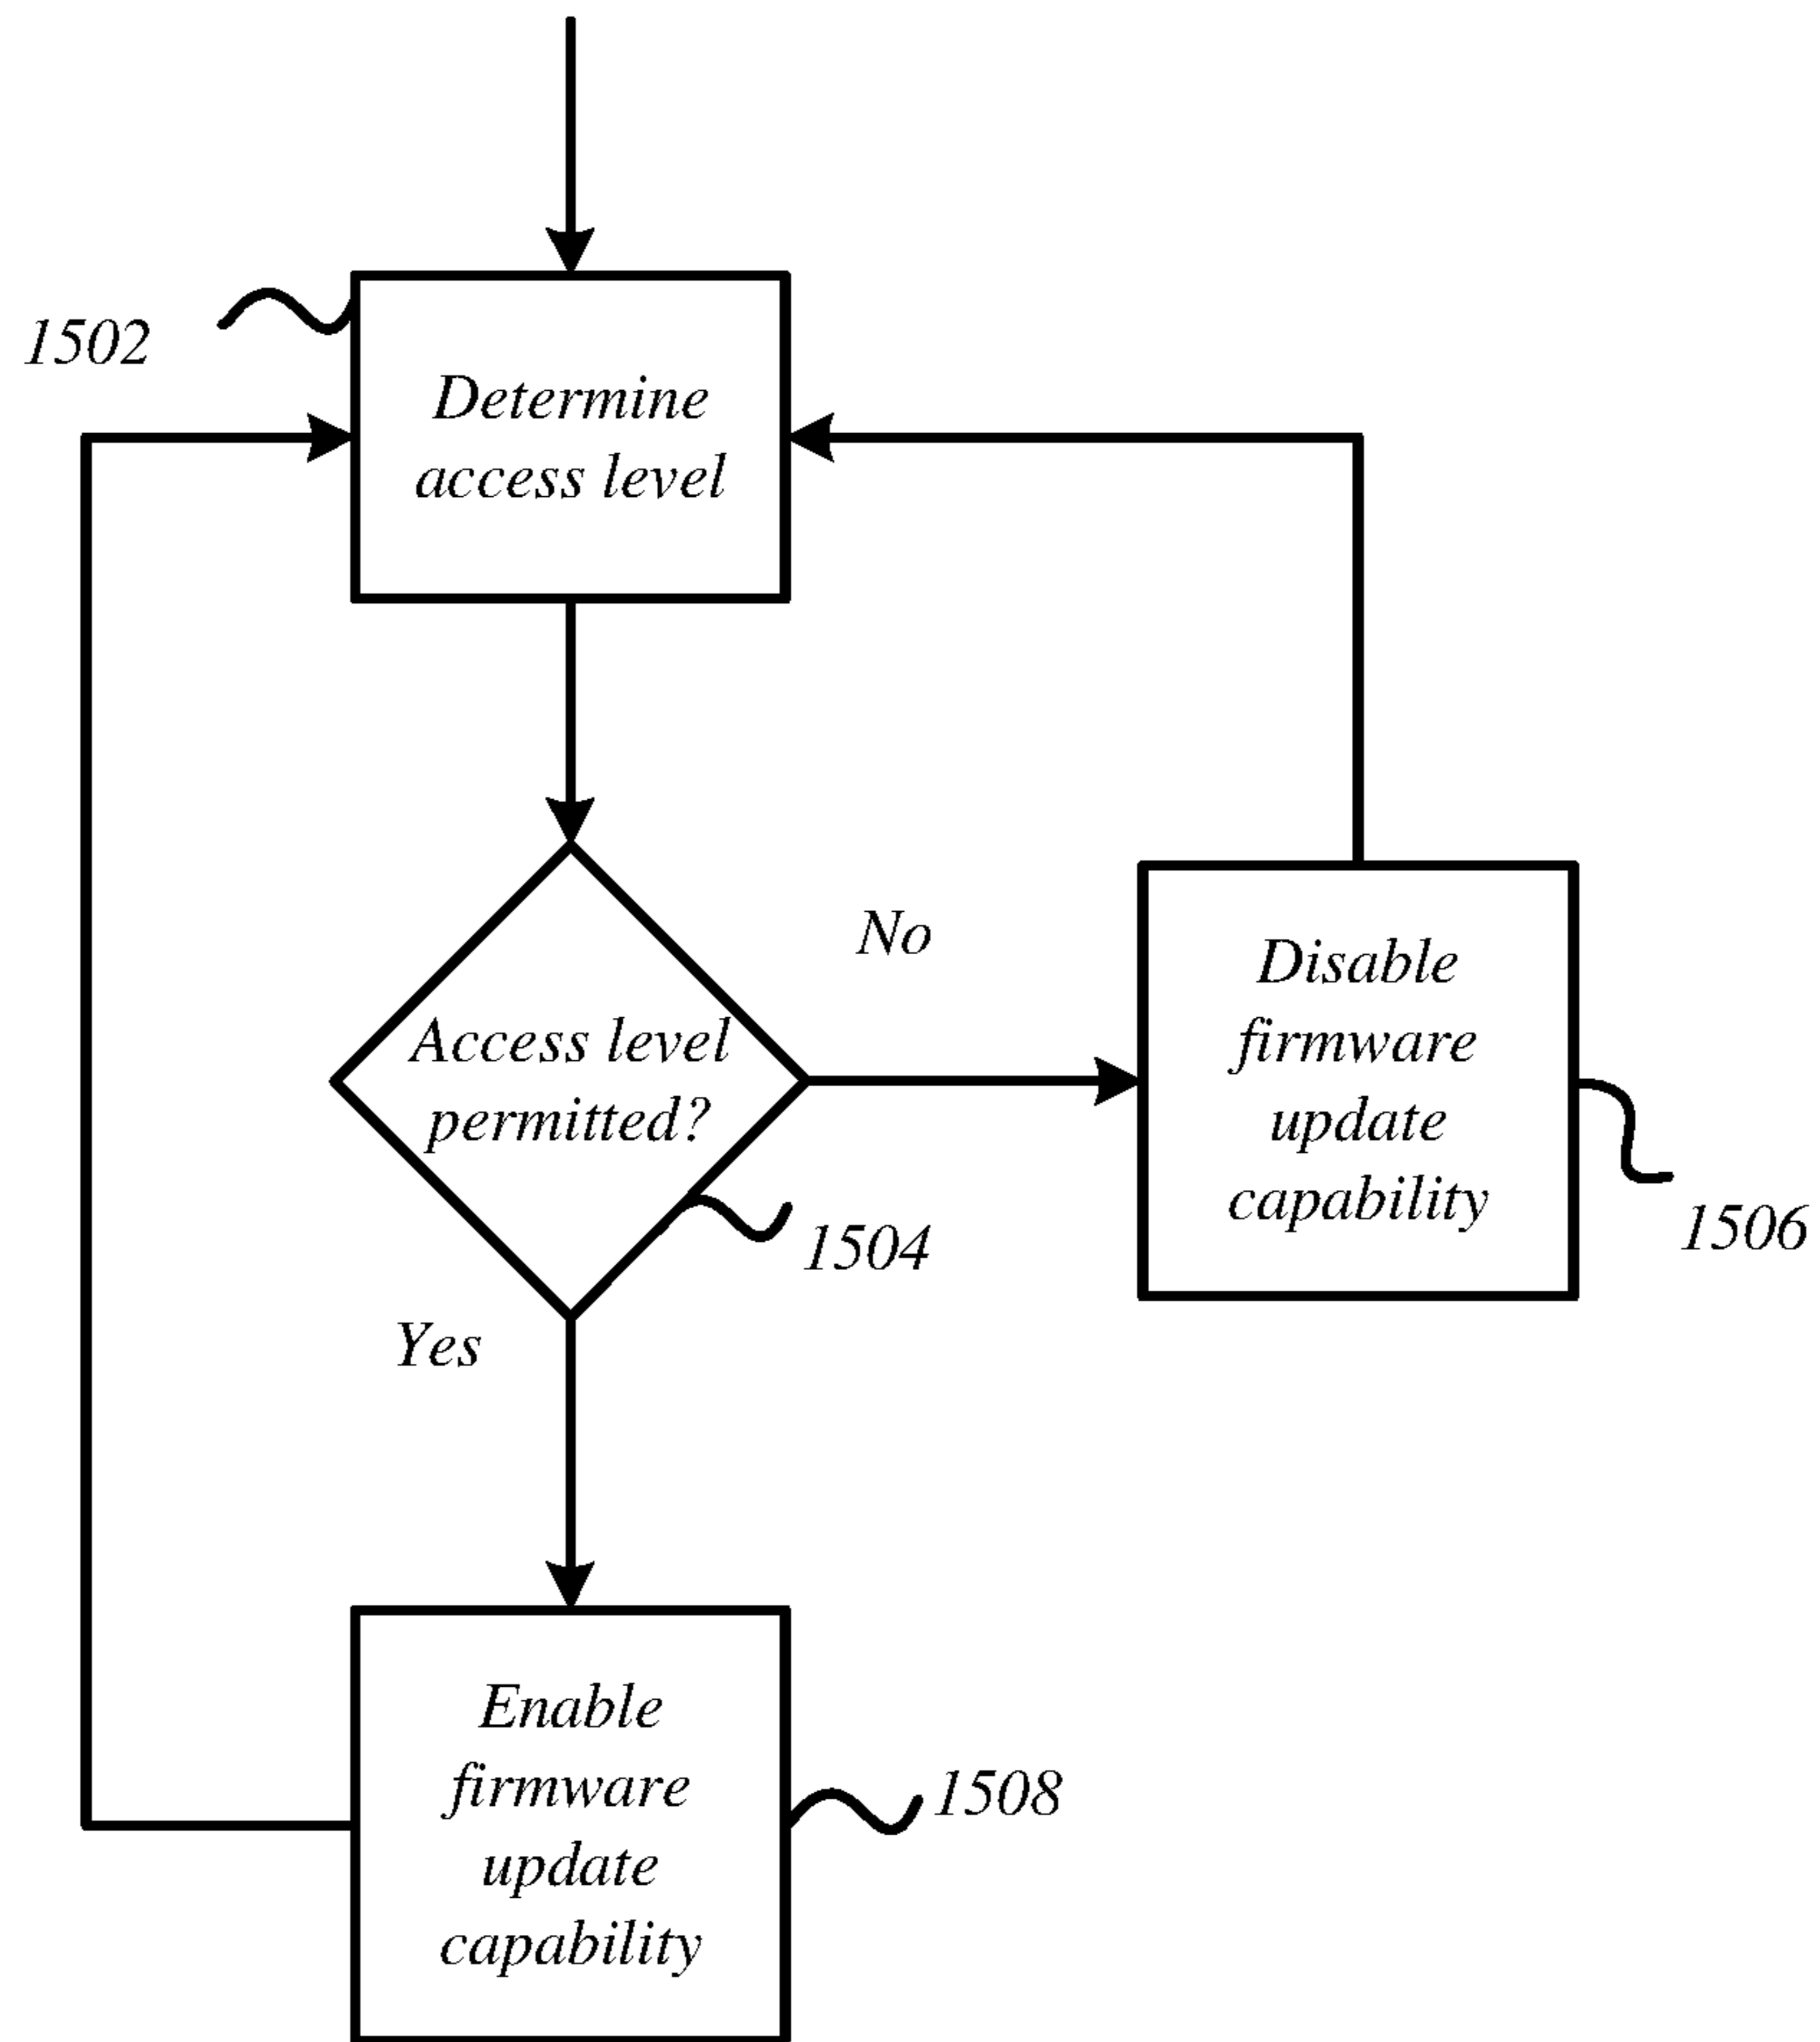 1502
Determine
access level
No
Access level
permitted?
1504
Disable
firmware
update
capability
1506
Yes
Enable
firmware
update
capability
1508